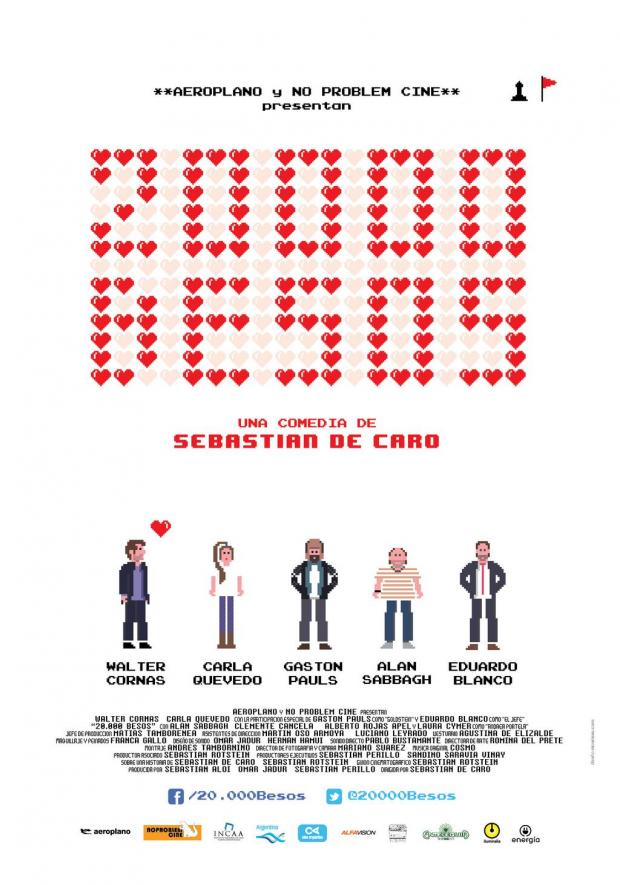 **AEROPLANO y NO PROBLEM CINE**
presentan
20000
BESOS
UNA COMEDIA DE
SEBASTIAN DE CARO
WALTER CORNAS
CARLA QUEVEDO
GASTON PAULS
ALAN SABBAGH
EDUARDO BLANCO
AEROPLANO Y NO PROBLEM CINE PRESENTAN
WALTER CORNAS CARLA QUEVEDO CON LA PARTICIPACION ESPECIAL DE GASTON PAULS COMO "GOLDSTEIN" Y EDUARDO BLANCO COMO "EL JEFE"
"20.000 BESOS" CON ALAN SABBAGH CLEMENTE CANCELA ALBERTO ROJAS APEL Y LAURA CYMER COMO
JEFE DE PRODUCCION MATIAS TAMBORENEA ASISTENTES DE DIRECCION MARTIN OSO ARMOYA LUCIANO LEYRADO VESTUARIO AGUSTINA DE ELIZALDE
MAQUILLAJE Y PEINADOS FRANCA GALLO DISEÑO DE SONIDO OMAR JADUR HERNAN HAMUI SONIDO DIRECTO PABLO BUSTAMANTE DIRECTORA DE ARTE ROMINA DEL PRETE
MONTAJE ANDRES TAMBORNINO DIRECTOR DE FOTOGRAFIA Y CAMARA MARIANO SUAREZ MUSICA ORIGINAL COSMO
PRODUCTOR ASOCIADO SEBASTIAN ROTSTEIN PRODUCTORES EJECUTIVOS SEBASTIAN PERILLO SANDINO SARAVIA VINAY
SOBRE UNA HISTORIA DE SEBASTIAN DE CARO SEBASTIAN ROTSTEIN GUION CINEMATOGRAFICO SEBASTIAN ROTSTEIN
PRODUCIDA POR SEBASTIAN ALOI OMAR JADUR SEBASTIAN PERILLO DIRIGIDA POR SEBASTIAN DE CARO
/20.000Besos @20000Besos
aeroplano NOPROBLEM CINE INCAA Argentina ALFAVISION iluminalia energía